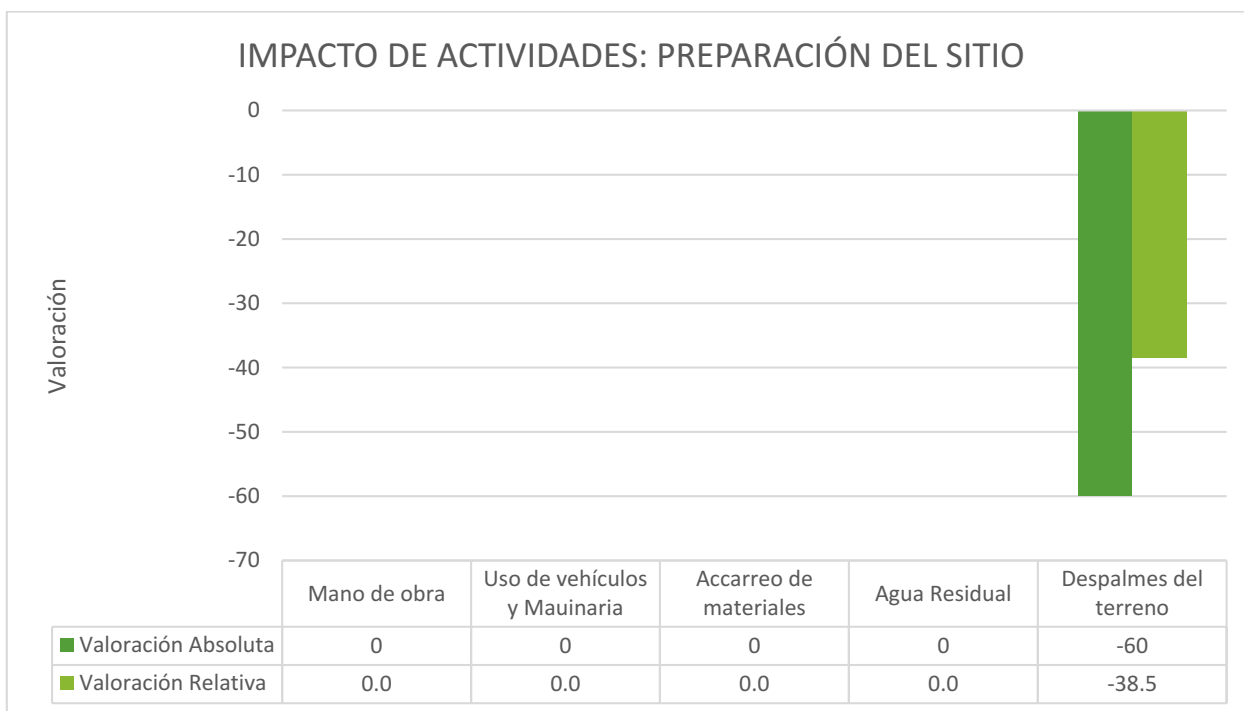 IMPACTO DE ACTIVIDADES: PREPARACIÓN DEL SITIO
Valoración
0
-10
-20
-30
-40
-50
-60
-70
Mano de obra
Uso de vehículos
y Mauinaria
Accarreo de
materiales
Agua Residual
Despalmes del
terreno
Valoración Absoluta 0 0 0 0 -60
Valoración Relativa 0.0 0.0 0.0 0.0 -38.5